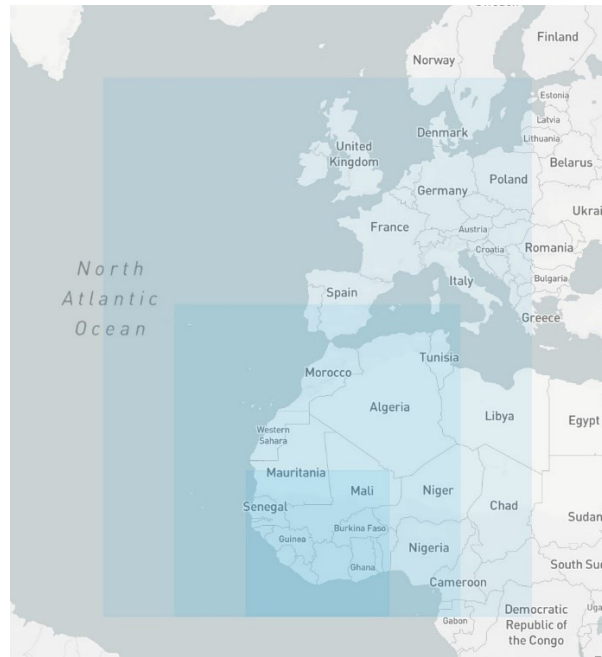 Finland
Norway
Estonia
Latvia
Denmark
Lithuania
United
Kingdom
Belarus
Poland
Germany
Ukrai
France
Austria
Croatia
Romania
North
Atlantic
Ocean
Bulgaria
Italy
Spain
Greece
Tunisia
Morocco
Algeria
Libya
Egypt
Western
Sahara
Mauritania
Mali
Niger
Senegal
Chad
Sudan
Burkina Faso
Guinea
Nigeria
Ghana
South Suc
Cameroon
Uga
Democratic
Republic of
the Congo
Gabon